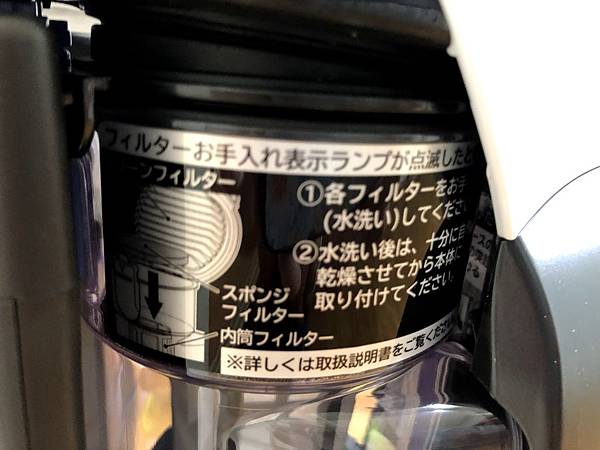 フィルターお手入れ表示ランプが点滅したと
ーンフィルター
①各フィルターをお手
(水洗い)してくださ
②水洗い後は、十分に自
乾燥させてから本体に
取り付けてください。
スポンジ
フィルター
内筒フィルター
※詳しくは取扱説明書をご覧くださ